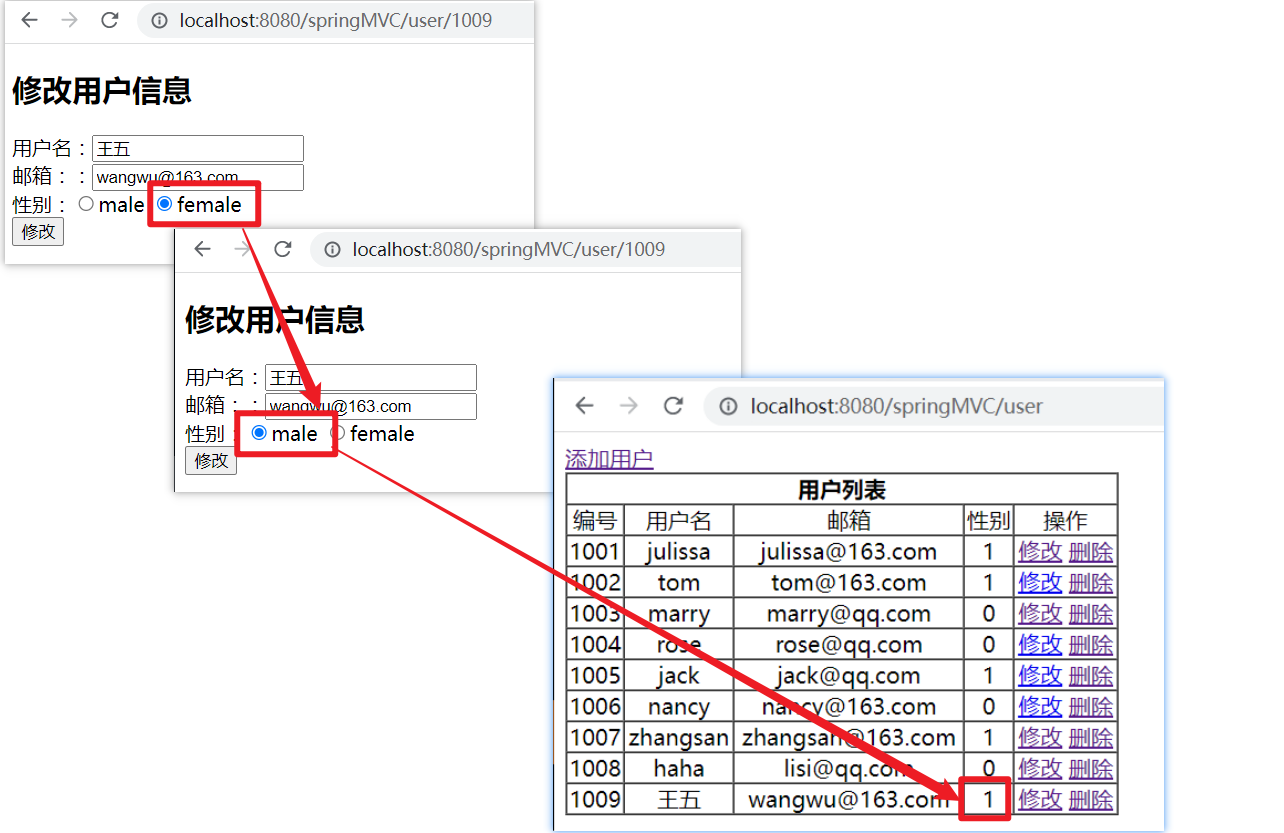 localhost:8080/springMVC/user/1009
修改用户信息
用户名：王五
邮箱：：wangwu@163.com
性别： male female
修改
localhost:8080/springMVC/user/1009
修改用户信息
用户名：王五
邮箱：：wangwu@163.com
性别： male female
修改
localhost:8080/springMVC/user
添加用户
用户列表
编号 用户名 邮箱 性别 操作
1001 julissa julissa@163.com 1 修改 删除
1002 tom tom@163.com 1 修改 删除
1003 marry marry@qq.com 0 修改 删除
1004 rose rose@qq.com 0 修改 删除
1005 jack jack@qq.com 1 修改 删除
1006 nancy nancy@163.com 0 修改 删除
1007 zhangsan zhangsan@163.com 1 修改 删除
1008 haha lisi@qq.com 0 修改 删除
1009 王五 wangwu@163.com 1 修改 删除